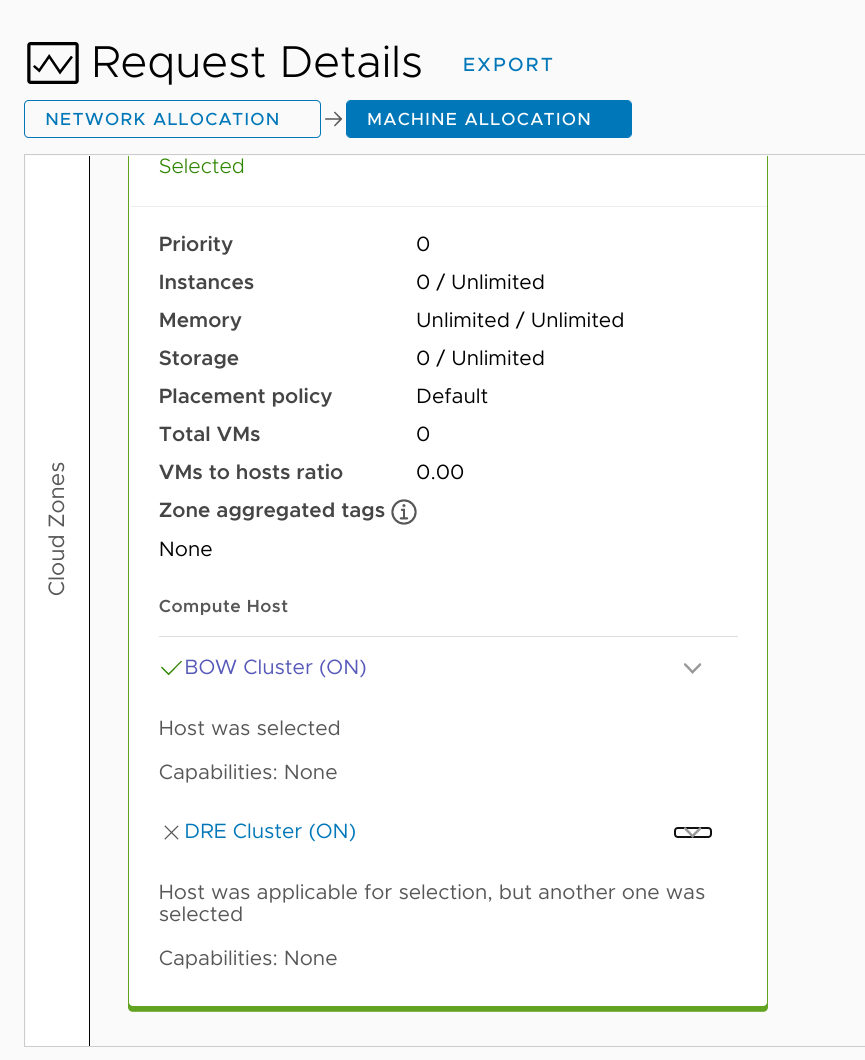 Request Details EXPORT
NETWORK ALLOCATION MACHINE ALLOCATION
Cloud Zones
Selected
Priority 0
Instances 0 / Unlimited
Memory Unlimited / Unlimited
Storage 0 / Unlimited
Placement policy Default
Total VMs 0
VMs to hosts ratio 0.00
Zone aggregated tags
None
Compute Host
BOW Cluster (ON)
Host was selected
Capabilities: None
DRE Cluster (ON)
Host was applicable for selection, but another one was
selected
Capabilities: None